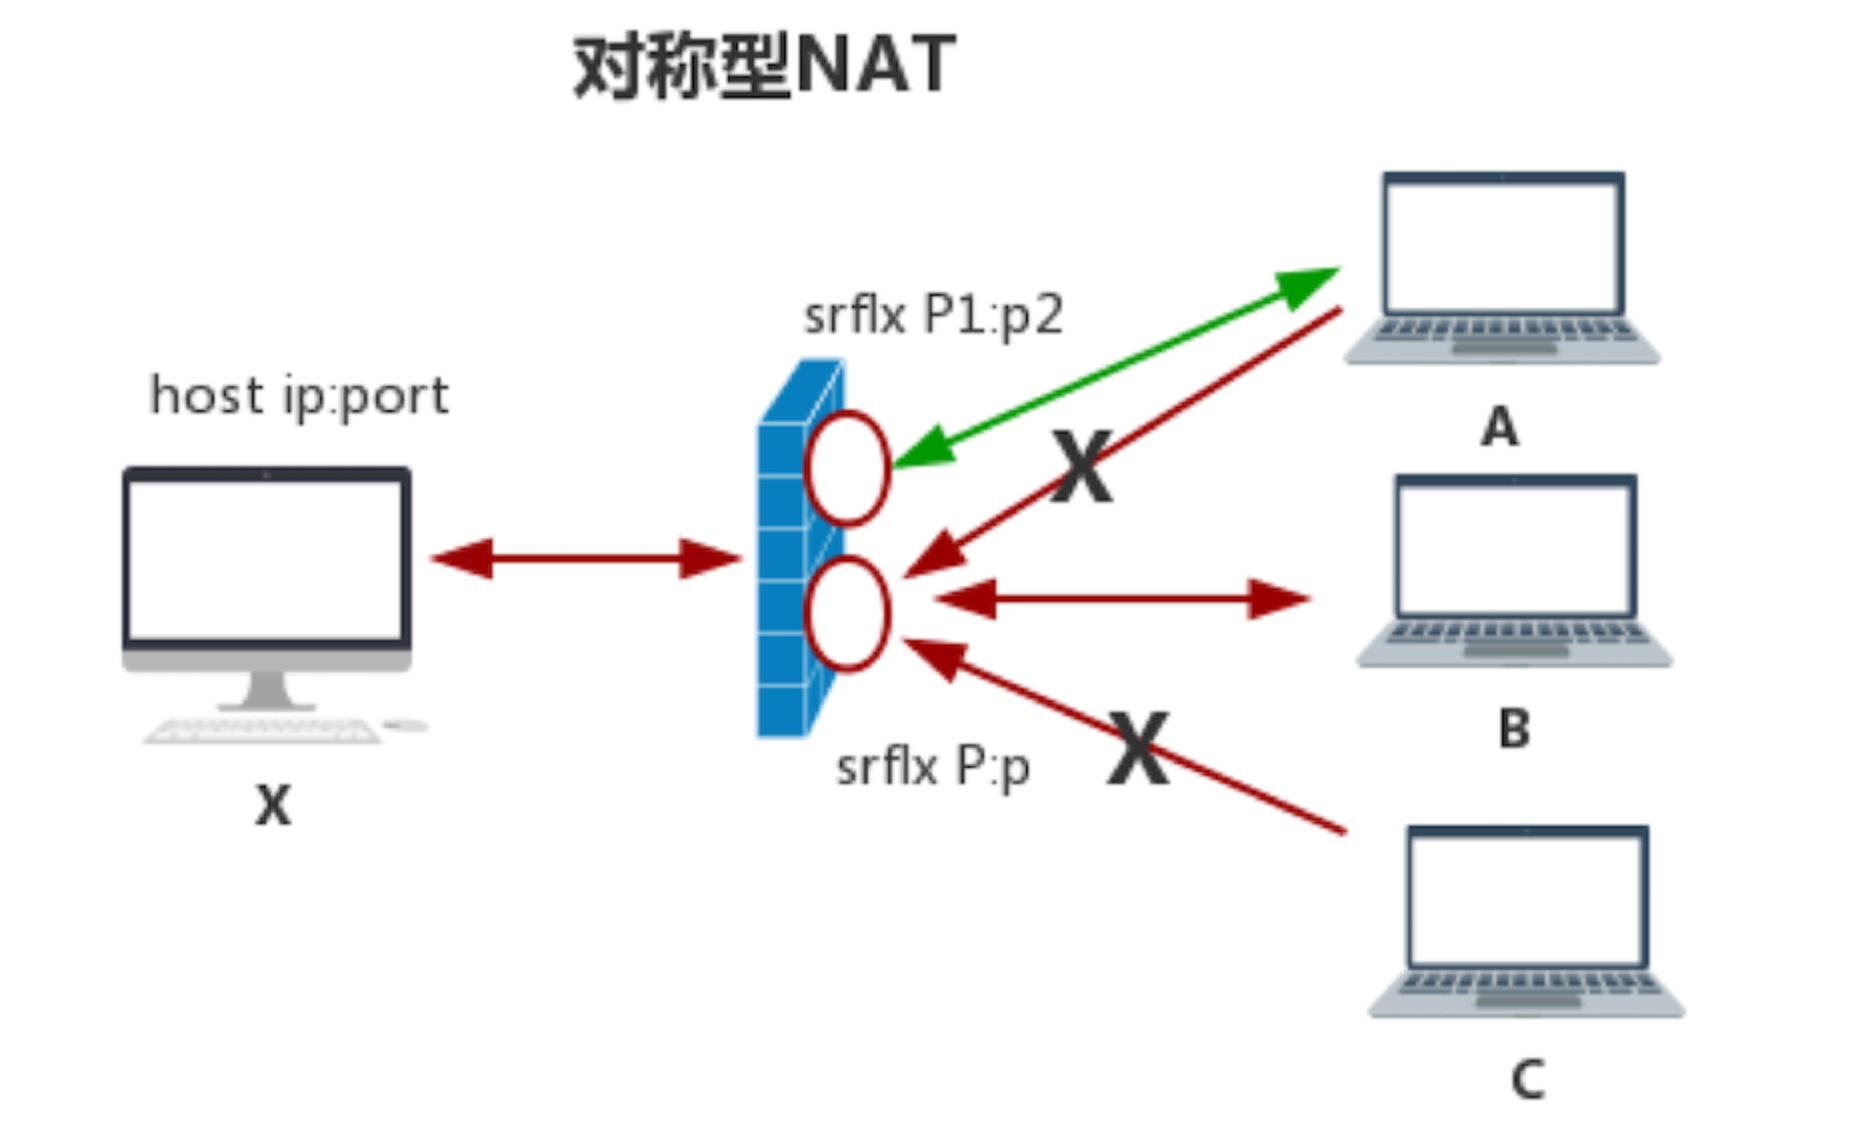 对称型NAT
srflx P1:p2
host ip:port
X
A
X
B
srflx P:p
X
X
C